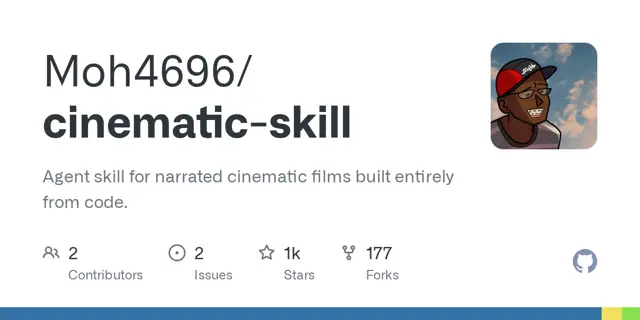 Moh4696/
cinematic-skill
Agent skill for narrated cinematic films built entirely
from code.
2
Contributors
2
Issues
1k
Stars
177
Forks